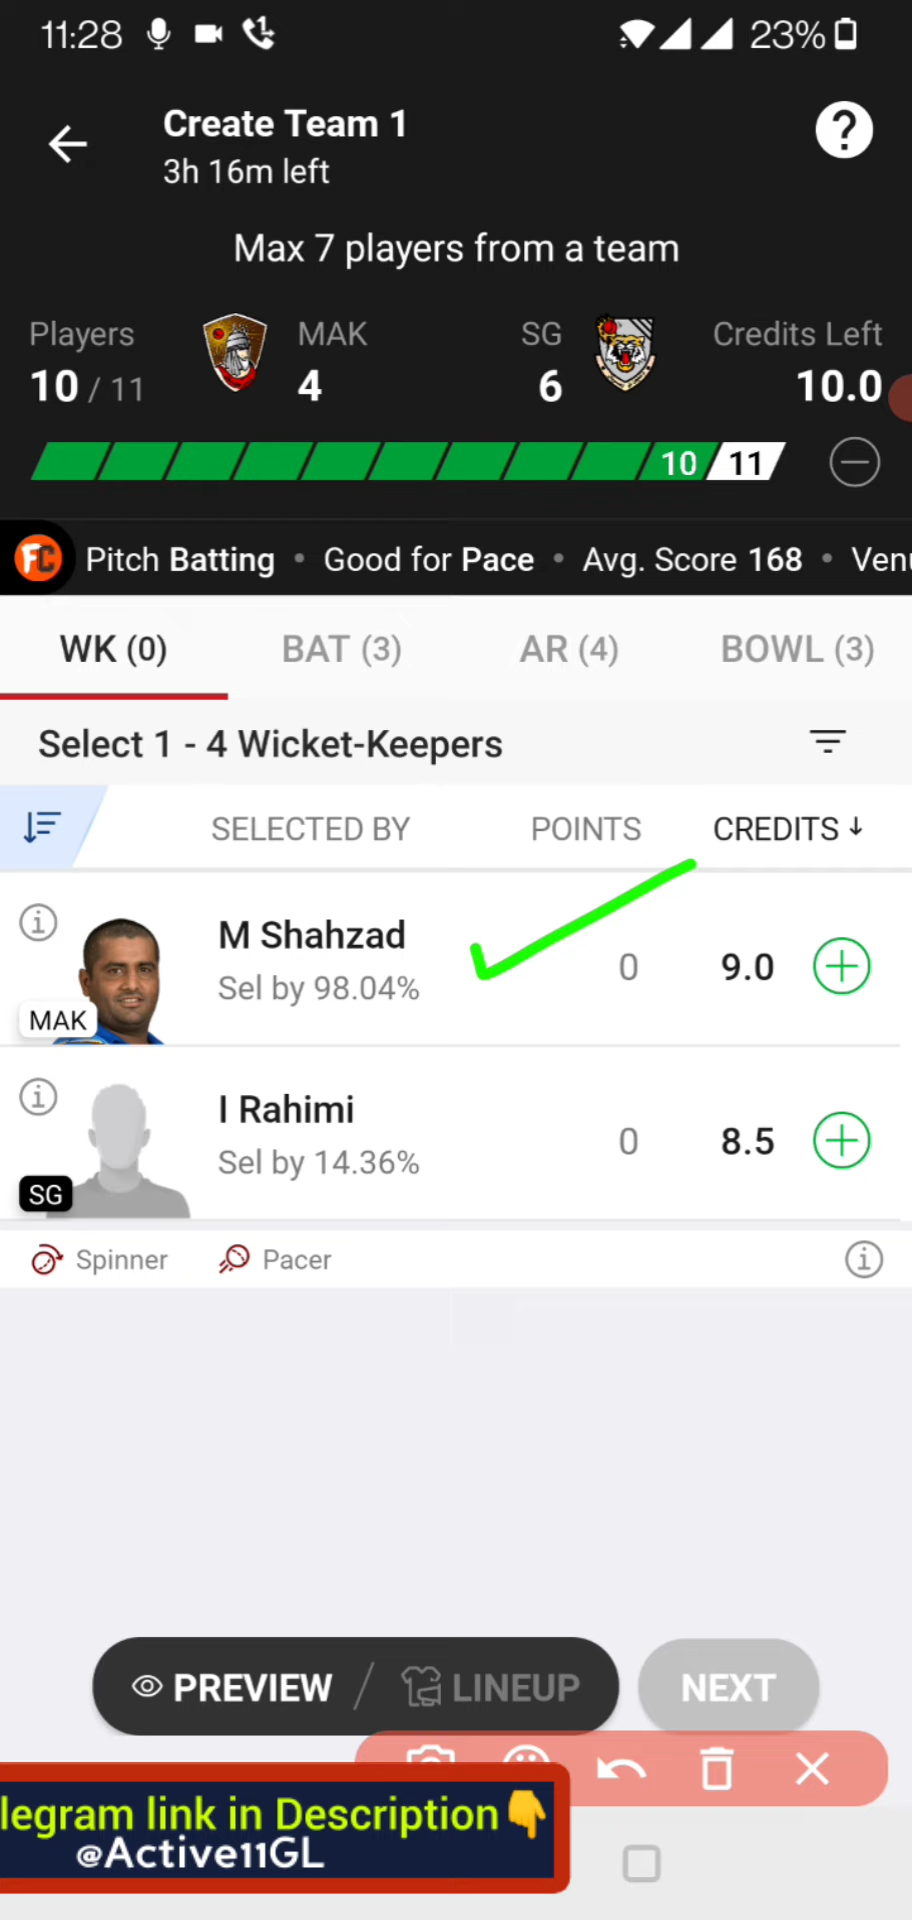 11:28 23%
Create Team 1
3h 16m left
Max 7 players from a team
Players MAK SG Credits Left
10 / 11 4 6 10.0
10 11
FC Pitch Batting • Good for Pace • Avg. Score 168 •
WK (0) BAT (3) AR (4) BOWL (3)
Select 1 - 4 Wicket-Keepers
SELECTED BY POINTS CREDITS ↓
M Shahzad
Sel by 98.04% 0 9.0
MAK
I Rahimi
Sel by 14.36% 0 8.5
SG
Spinner Pacer
PREVIEW / LINEUP NEXT
legram link in Description👇
@Active11GL